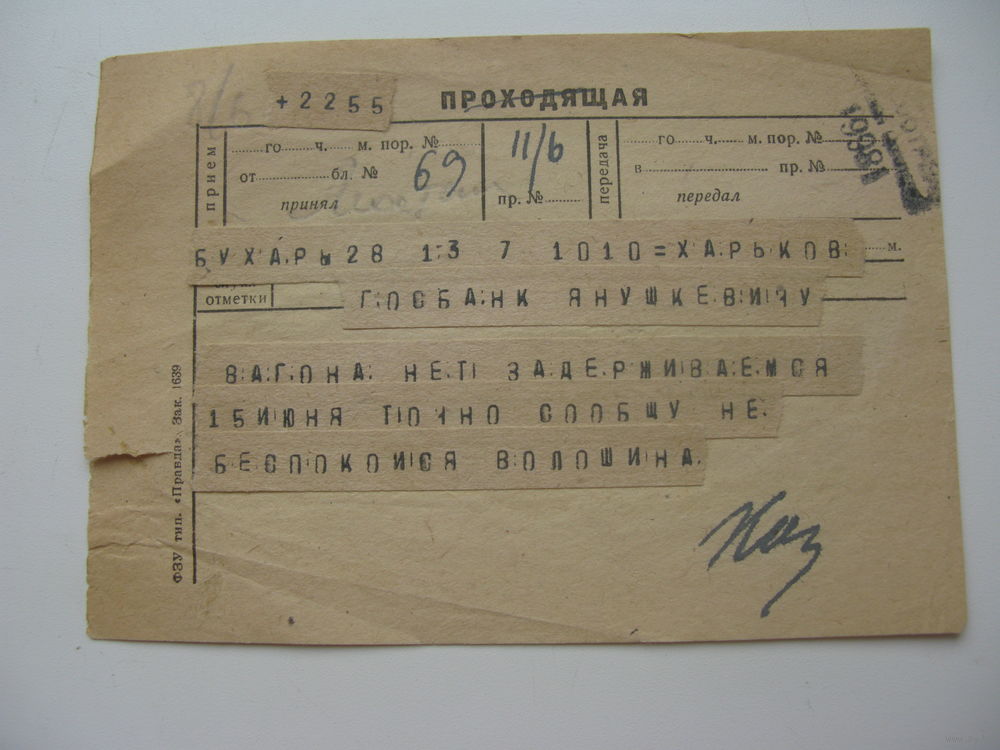 +2255
ПРОХОДЯЩАЯ
прием
го ч. м. пор. №
от бл. № 69
принял
11/6
пр. №
передача
го ч. м. пор. №
в пр. №
передал
БУХАРЫ 28 13 7 1010 = ХАРЬКОВ
м.
отметки
ГОСБАНК ЯНУШКЕВИЧУ
ВАГОНА НЕТ ЗАДЕРЖИВАЕМСЯ
15 ИЮНЯ ТОЧНО СООБЩУ НЕ
БЕСПОКОЙСЯ ВОЛОШИНА
ФЗУ тип. «Правда». Зак. 1639